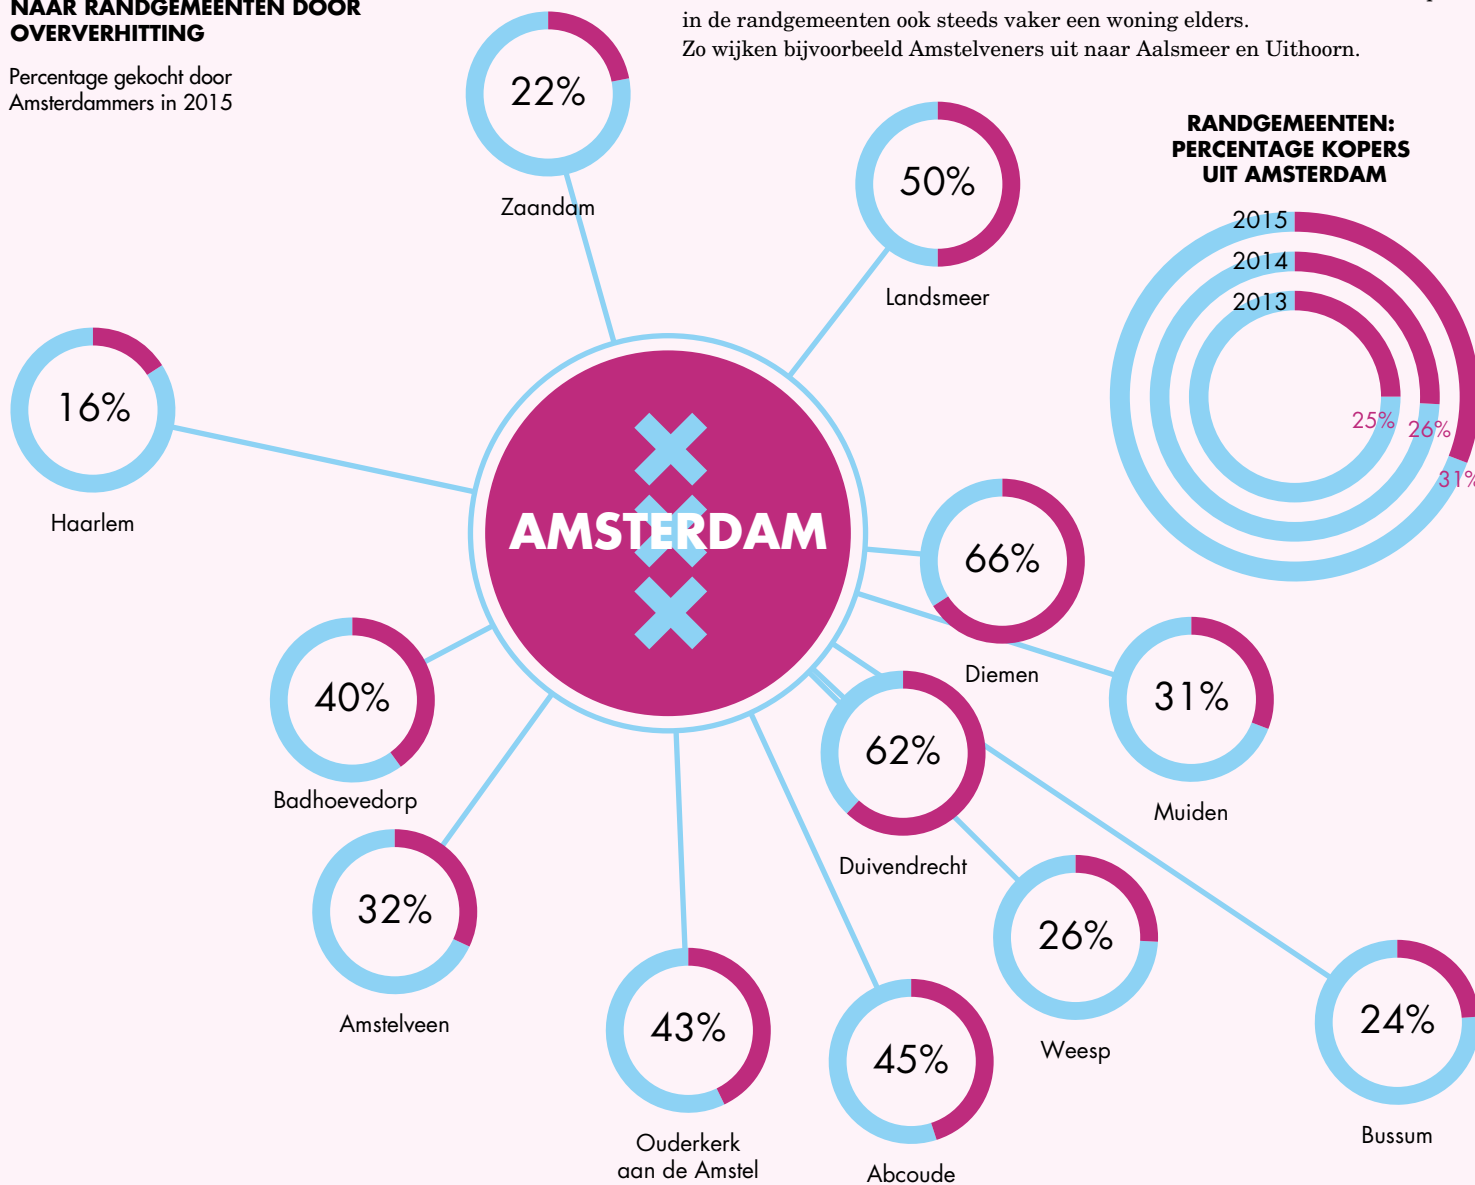 NAAR RANDGEMEENTEN DOOR
OVERVERHITTING
Percentage gekocht door
Amsterdammers in 2015
in de randgemeenten ook steeds vaker een woning elders.
Zo wijken bijvoorbeeld Amstelveners uit naar Aalsmeer en Uithoorn.
22%
Zaandam
50%
Landsmeer
RANDGEMEENTEN:
PERCENTAGE KOPERS
UIT AMSTERDAM
2015
2014
2013
25%
26%
31%
16%
Haarlem
AMSTERDAM
66%
Diemen
40%
Badhoevedorp
31%
Muiden
62%
Duivendrecht
32%
Amstelveen
26%
Weesp
43%
Ouderkerk
aan de Amstel
45%
Abcoude
24%
Bussum